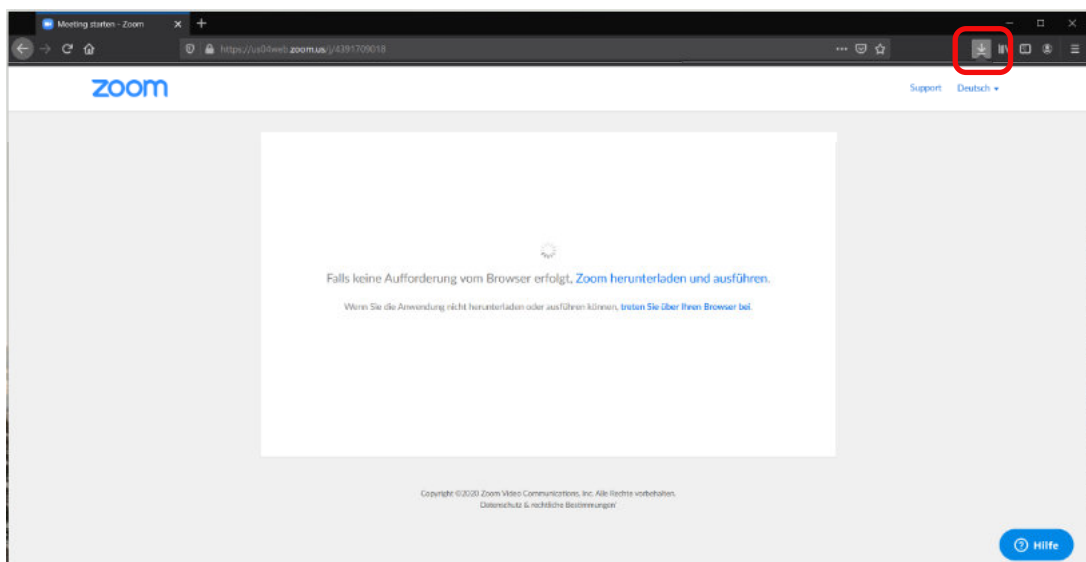 Meeting starten - Zoom
https://us04web.zoom.us/j/4391709018
zoom
Support Deutsch
Falls keine Aufforderung vom Browser erfolgt, Zoom herunterladen und ausführen.
Wenn Sie die Anwendung nicht herunterladen oder ausführen können, treten Sie über Ihren Browser bei.
Copyright ©2020 Zoom Video Communications, Inc. Alle Rechte vorbehalten.
Datenschutz & rechtliche Bestimmungen
Hilfe